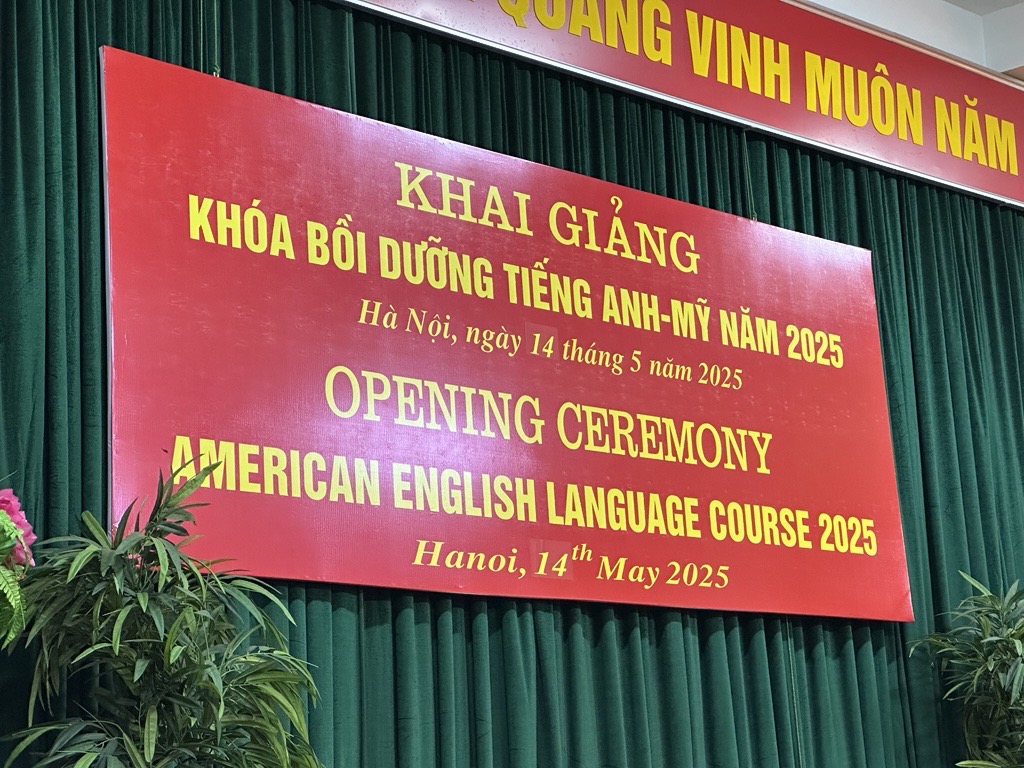 QUANG VINH MUÔN NĂM
KHAI GIẢNG
KHÓA BỒI DƯỠNG TIẾNG ANH-MỸ NĂM 2025
Hà Nội, ngày 14 tháng 5 năm 2025
OPENING CEREMONY
AMERICAN ENGLISH LANGUAGE COURSE 2025
Hanoi, 14th May 2025